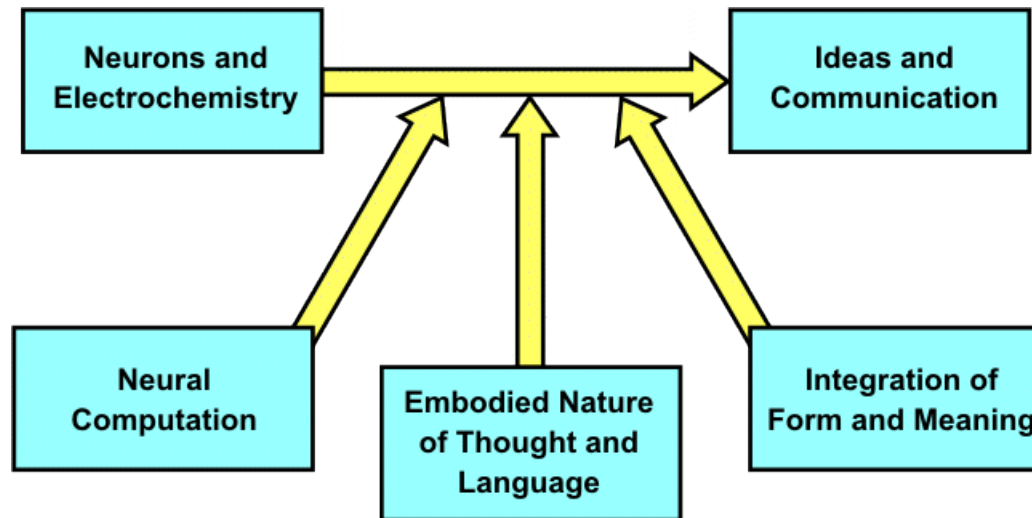 Neurons and
Electrochemistry
Ideas and
Communication
Neural
Computation
Embodied Nature
of Thought and
Language
Integration of
Form and Meaning